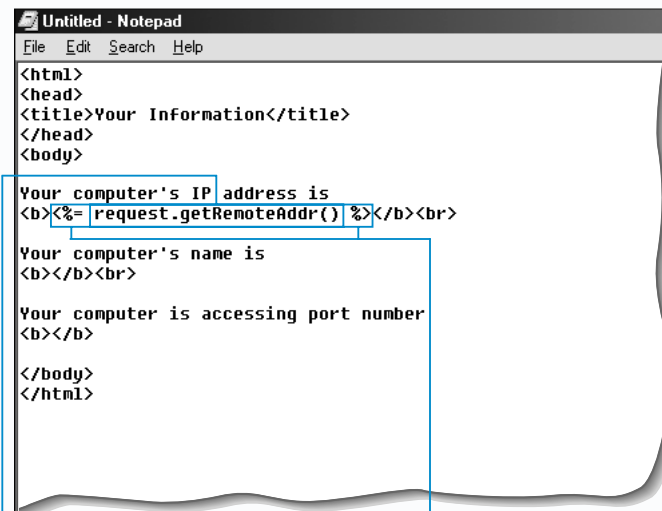 Untitled - Notepad
File Edit Search Help
<html>
<head>
<title>Your Information</title>
</head>
<body>
Your computer's IP address is
<b><%= request.getRemoteAddr() %></b><br>
Your computer's name is
<b></b><br>
Your computer is accessing port number
<b></b>
</body>
</html>